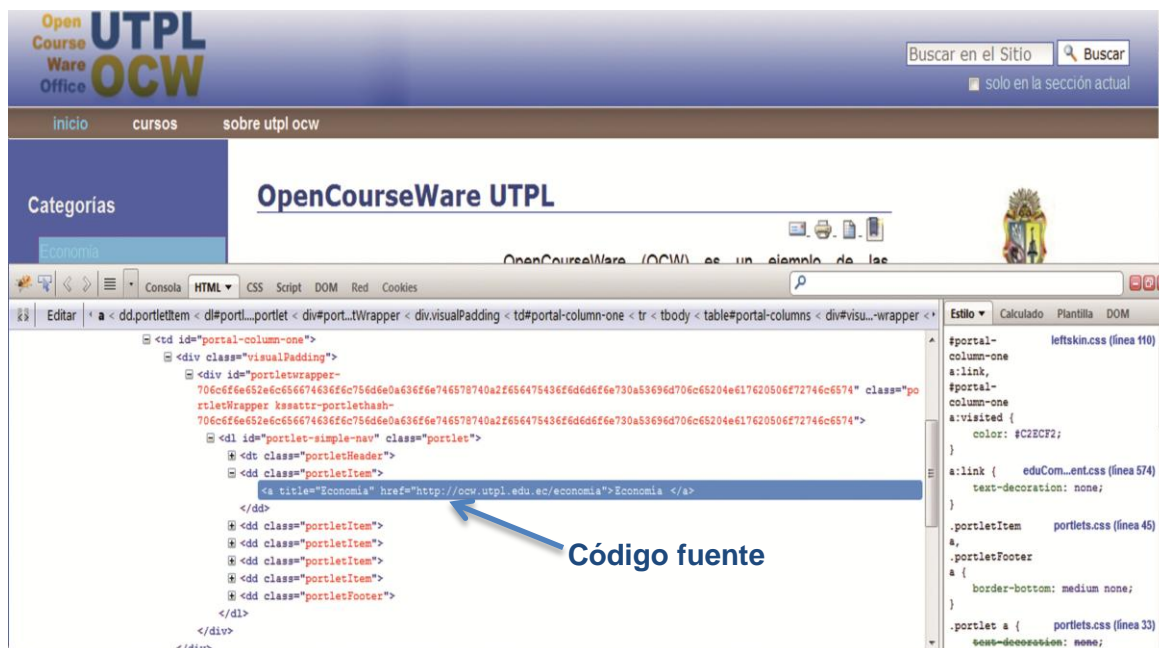 Open
Course
Ware
Office
UTPL
OCW
Buscar en el Sitio
Buscar
solo en la sección actual
inicio cursos sobre utpl ocw
Categorías
Economía
OpenCourseWare UTPL
OpenCourseWare (OCW) es un ejemplo de las
Consola HTML CSS Script DOM Red Cookies
Editar a < dd.portletItem < dl#portl....portlet < div#port...tWrapper < div.visualPadding < td#portal-column-one < tr < tbody < table#portal-columns < div#visu...-wrapper <
Estilo Calculado Plantilla DOM
<td id="portal-column-one">
<div class="visualPadding">
<div id="portletwrapper-
class="po
rtletWrapper kssattr-portlethash-
<dl id="portlet-simple-nav" class="portlet">
<dt class="portletHeader">
<dd class="portletItem">
<a title="Economia" href="http://ocw.utpl.edu.ec/economia">Economia </a>
</dd>
<dd class="portletItem">
<dd class="portletItem">
<dd class="portletItem">
<dd class="portletItem">
<dd class="portletFooter">
</dl>
</div>
</div>
Código fuente
#portal- leftskin.css (línea 110)
column-one
a:link,
#portal-
column-one
a:visited {
color: #C2ECF2;
}
a:link { eduCom...ent.css (línea 574)
text-decoration: none;
}
.portletItem portlets.css (línea 45)
a,
.portletFooter
a {
border-bottom: medium none;
}
.portlet a { portlets.css (línea 33)
text-decoration: none;